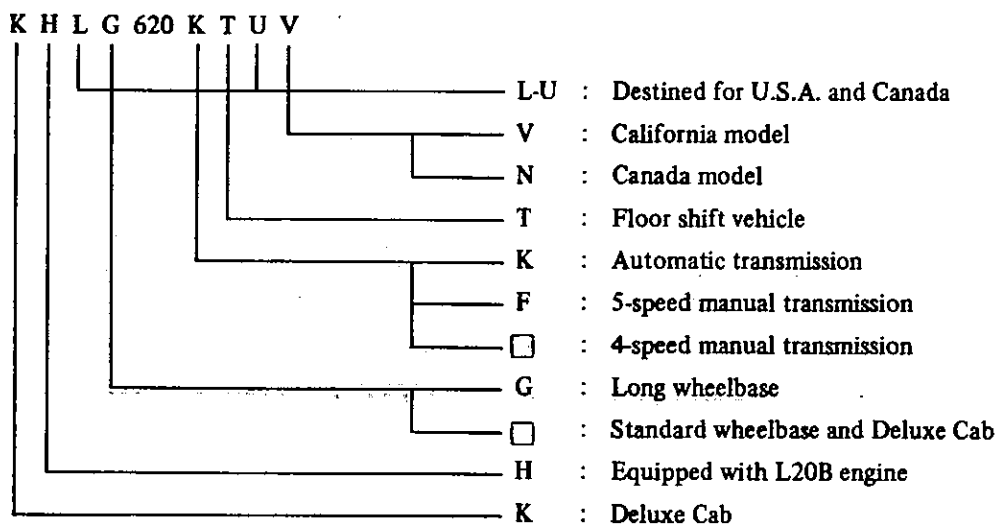 K H L G 620 K T U V
L-U : Destined for U.S.A. and Canada
V : California model
N : Canada model
T : Floor shift vehicle
K : Automatic transmission
F : 5-speed manual transmission
□ : 4-speed manual transmission
G : Long wheelbase
□ : Standard wheelbase and Deluxe Cab
H : Equipped with L20B engine
K : Deluxe Cab